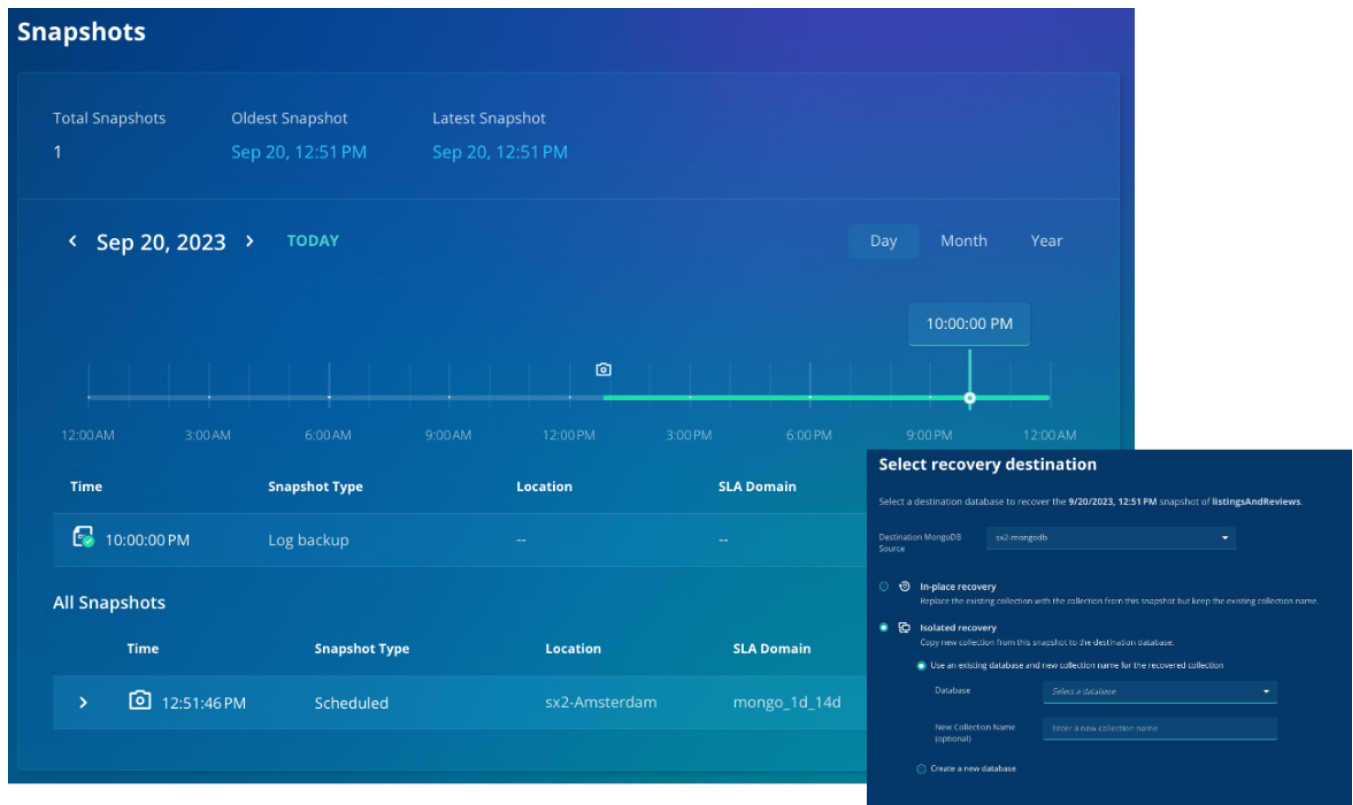 Snapshots
Total Snapshots Oldest Snapshot Latest Snapshot
1 Sep 20, 12:51 PM Sep 20, 12:51 PM
Sep 20, 2023 TODAY Day Month Year
10:00:00 PM
12:00 AM 3:00 AM 6:00 AM 9:00 AM 12:00 PM 3:00 PM 6:00 PM 9:00 PM 12:00 AM
Time Snapshot Type Location SLA Domain
10:00:00 PM Log backup -- --
All Snapshots
Time Snapshot Type Location SLA Domain
12:51:46 PM Scheduled sx2-Amsterdam mongo_1d_14d
Select recovery destination
Select a destination database to recover the 9/20/2023, 12:51 PM snapshot of listingsAndReviews.
Destination MongoDB
Source
sx2-mongodb
In-place recovery
Replace the existing collection with the collection from this snapshot but keep the existing collection name.
Isolated recovery
Copy new collection from this snapshot to the destination database.
Use an existing database and new collection name for the recovered collection
Database Select a database
New Collection Name
(optional)
Enter a new collection name
Create a new database